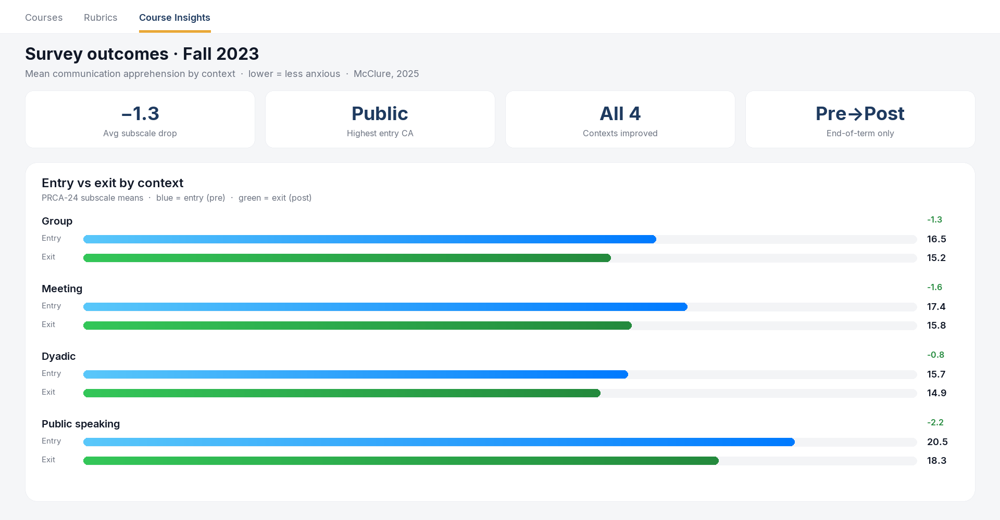 Courses Rubrics Course Insights
Survey outcomes · Fall 2023
Mean communication apprehension by context · lower = less anxious · McClure, 2025
–1.3 Public All 4 Pre→Post
Avg subscale drop Highest entry CA Contexts improved End-of-term only
Entry vs exit by context
PRCA-24 subscale means · blue = entry (pre) · green = exit (post)
Group -1.3
Entry 16.5
Exit 15.2
Meeting -1.6
Entry 17.4
Exit 15.8
Dyadic -0.8
Entry 15.7
Exit 14.9
Public speaking -2.2
Entry 20.5
Exit 18.3